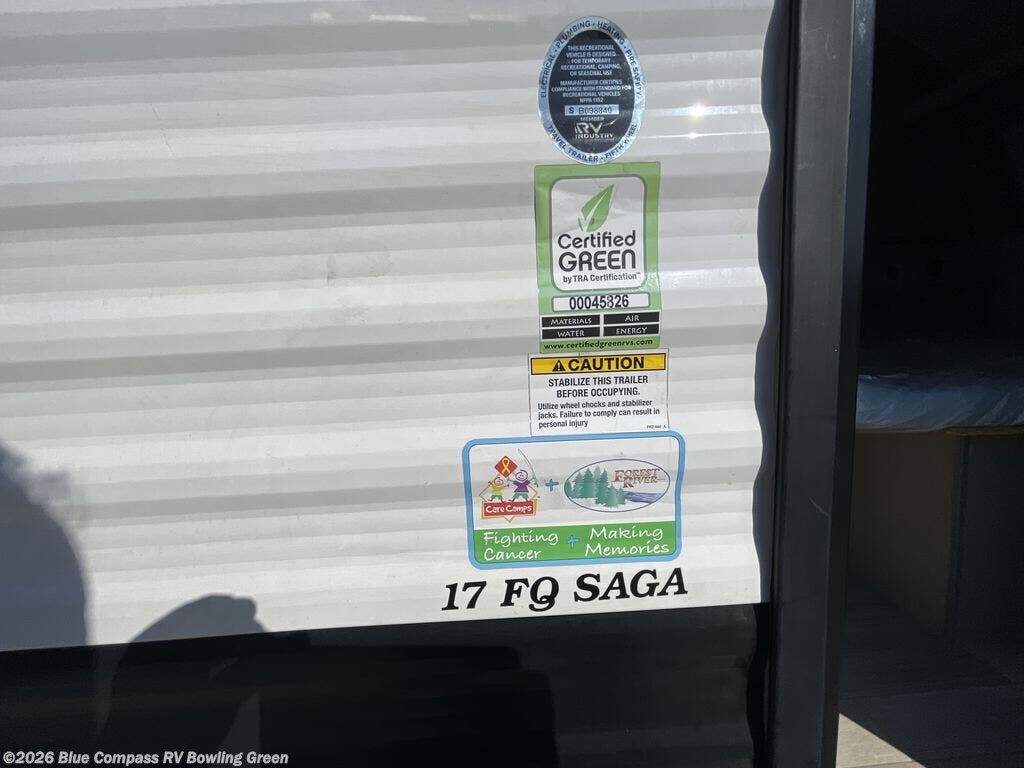 ELECTRICAL - PLUMBING - HEATING - FIRE SAFETY
THIS RECREATIONAL
VEHICLE IS DESIGNED
FOR TEMPORARY
RECREATIONAL, CAMPING,
OR SEASONAL USE
MANUFACTURER CERTIFIES
COMPLIANCE WITH STANDARD FOR
RECREATIONAL VEHICLES
NFPA 1192
S B098840
MEMBER
RV
INDUSTRY
TRAVEL TRAILER - FIFTH WHEEL
Certified
GREEN
by TRA Certification™
00045826
MATERIALS AIR
WATER ENERGY
www.certifiedgreenrvs.com
⚠ CAUTION
STABILIZE THIS TRAILER
BEFORE OCCUPYING.
Utilize wheel chocks and stabilizer
jacks. Failure to comply can result in
personal injury
Care Camps + FOREST
RIVER
Fighting + Making
Cancer Memories
17 FQ SAGA
©2026 Blue Compass RV Bowling Green